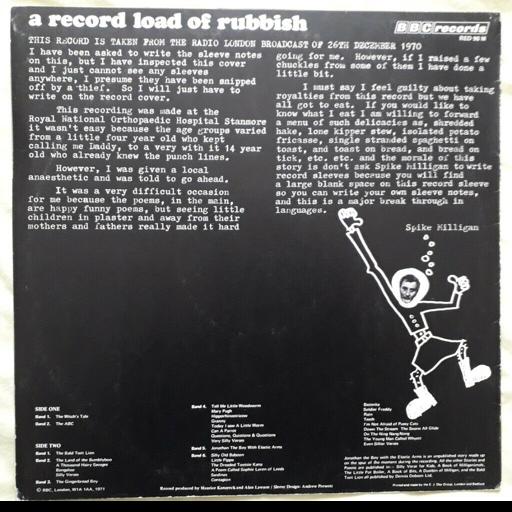 a record load of rubbish
BBC records
RED 98 M
THIS RECORD IS TAKEN FROM THE RADIO LONDON BROADCAST OF 26TH DECEMBER 1970
I have been asked to write the sleeve notes
on this, but I have inspected this cover
and I just cannot see any sleeves
anywhere, I presume they have been snipped
off by a thief. So I will just have to
write on the record cover.
This recording was made at the
Royal National Orthopaedic Hospital Stanmore
it wasn't easy because the age groups varied
from a little four year old who kept
calling me Daddy, to a very with it 14 year
old who already knew the punch lines.
However, I was given a local
anaesthetic and was told to go ahead.
It was a very difficult occasion
for me because the poems, in the main,
are happy funny poems, but seeing little
children in plaster and away from their
mothers and fathers really made it hard
going for me. However, if I raised a few
chuckles from some of them I have done a
little bit.
I must say I feel guilty about taking
royalties from this record but we have
all got to eat. If you would like to
know what I eat I am willing to forward
a menu of such delicacies as, shredded
hake, lone kipper stew, isolated potato
fricassee, single stranded spaghetti on
toast, and toast on bread, and bread on
tick, etc. etc. and the morale of this
story is don't ask Spike Milligan to write
record sleeves because you will find
a large blank space on this record sleeve
so you can write your own sleeve notes,
and this is a major break through in
languages.
Spike Milligan
SIDE ONE
Band 1. The Witch's Tale
Band 2. The ABC
SIDE TWO
Band 1. The Bald Twit Lion
Band 2. The Land of the Bumblyboo
A Thousand Hairy Savages
Bongaloo
Silly Verse
Band 3. The Gingerbread Boy
Band 4. Tell Me Little Woodworm
Mary Pugh
Hipporhinostricow
Granny
Today I saw A Little Worm
Can A Parrot
Questions, Quistions & Quoshtions
Very Silly Verses
Band 5. Jonathan The Boy With Elastic Arms
Band 6. Silly Old Baboon
Little Pippa
The Dreaded Tootsie Kang
A Poem Called Sophie Loren of Leeds
Sardines
Contagion
Soldier Freddy
Rain
Teeth
I'm Not Afraid of Pussy Cats
Down The Stream The Swans All Glide
On The Ning Nang Nong
The Young Man Called Wyatt
Even Sillier Verses
Jonathan the Boy with the Elastic Arms is an unpublished story made up
on the spur of the moment during the recording. All the other Stories and
Poems are published in:- Silly Verse for Kids, A Book of Milliganimals,
The Little Pot Boiler, A Book of Bits, A Dustbin of Milligan, and the Bald
Twit Lion all published by Dennis Dobson Ltd.
© BBC, London, W1A 1AA, 1971
Record produced by
Sleeve Design: Andrew Prewett
Printed and made by the E. J. Day Group, London and Bedford